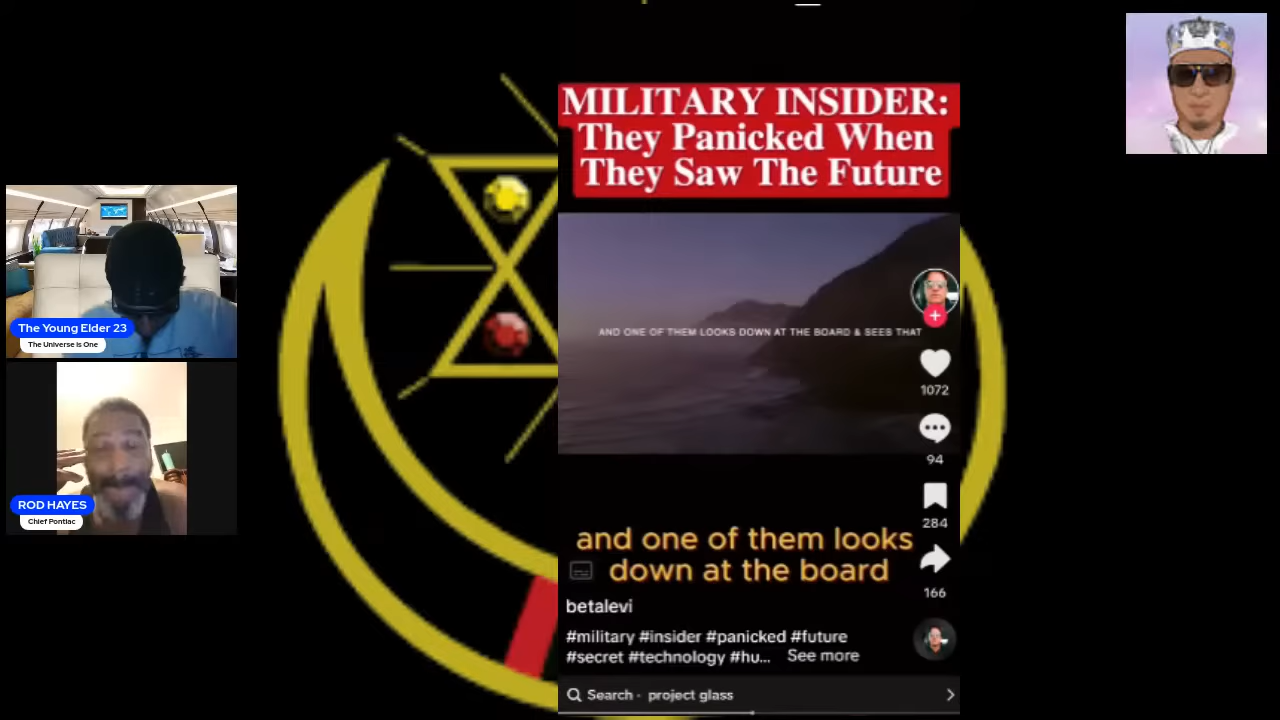 MILITARY INSIDER:
They Panicked When
They Saw The Future
AND ONE OF THEM LOOKS DOWN AT THE BOARD & SEES THAT
1072
94
284
166
and one of them looks
down at the board
betalevi
#military #insider #panicked #future
#secret #technology #hu... See more
Search · project glass
The Young Elder 23
The Universe is One
ROD HAYES
Chief Pontiac